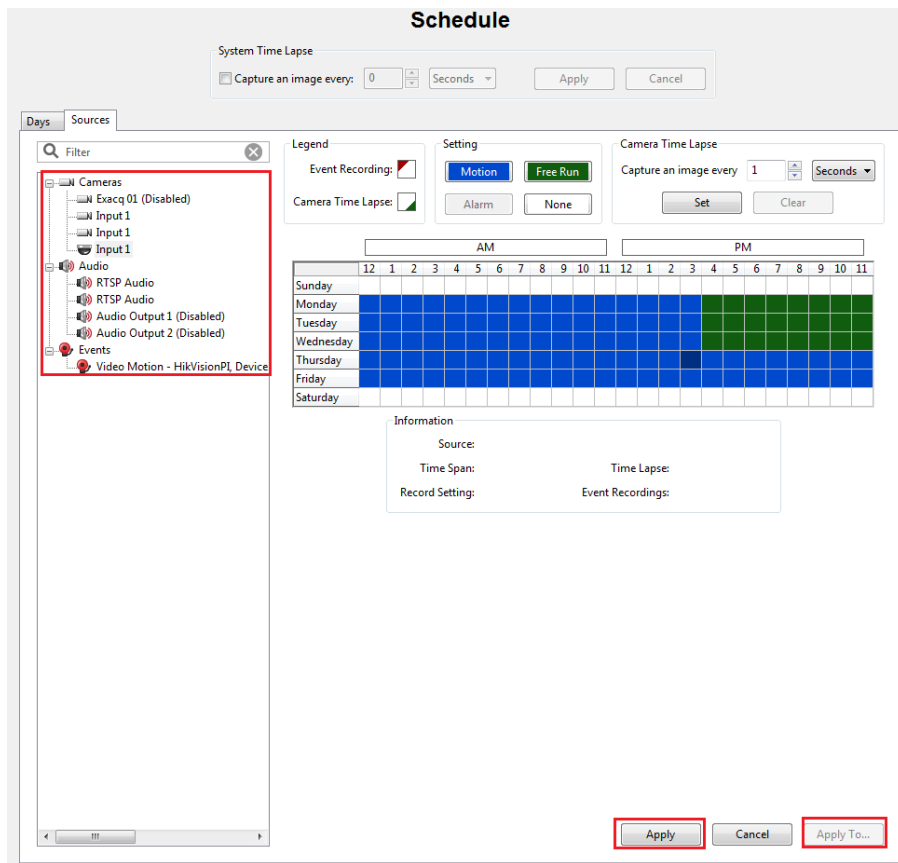 Schedule
System Time Lapse
Capture an image every: 0 Seconds Apply Cancel
Days Sources
Filter
Cameras
Exacq 01 (Disabled)
Input 1
Input 1
Input 1
Audio
RTSP Audio
RTSP Audio
Audio Output 1 (Disabled)
Audio Output 2 (Disabled)
Events
Video Motion - HikVisionPI, Device
Legend
Event Recording:
Camera Time Lapse:
Setting
Motion Free Run
Alarm None
Camera Time Lapse
Capture an image every 1 Seconds
Set Clear
AM PM
12 1 2 3 4 5 6 7 8 9 10 11 12 1 2 3 4 5 6 7 8 9 10 11
Sunday
Monday
Tuesday
Wednesday
Thursday
Friday
Saturday
Information
Source:
Time Span: Time Lapse:
Record Setting: Event Recordings:
Apply Cancel Apply To...